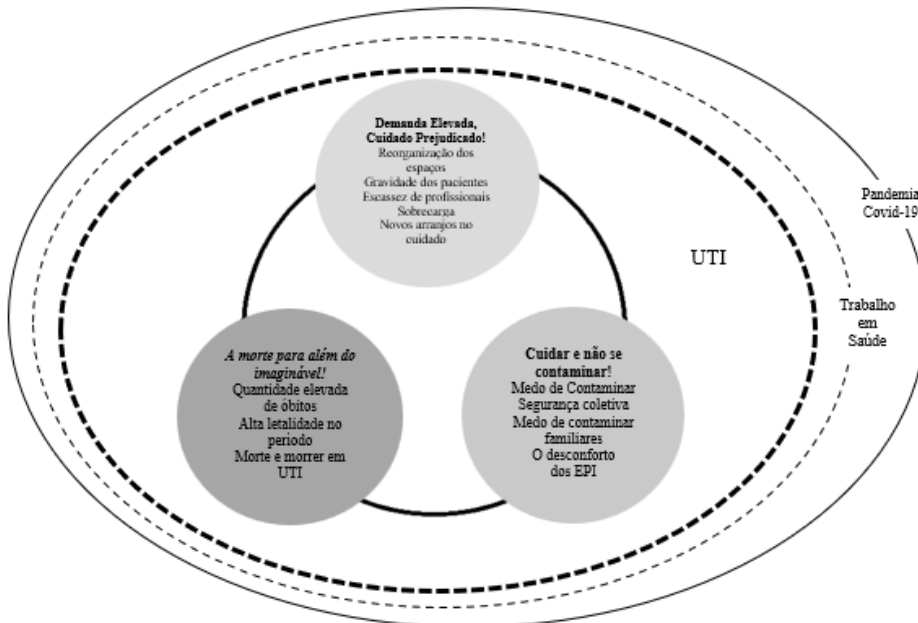 Demanda Elevada,
Cuidado Prejudicado!
Reorganização dos
espaços
Gravidade dos pacientes
Escassez de profissionais
Sobrecarga
Novos arranjos no
cuidado
Pandemia
Covid-19
UTI
Trabalho
em
Saúde
A morte para além do
imaginável!
Quantidade elevada
de óbitos
Alta letalidade no
período
Morte e morrer em
UTI
Cuidar e não se
contaminar!
Medo de Contaminar
Segurança coletiva
Medo de contaminar
familiares
O desconforto
dos EPI